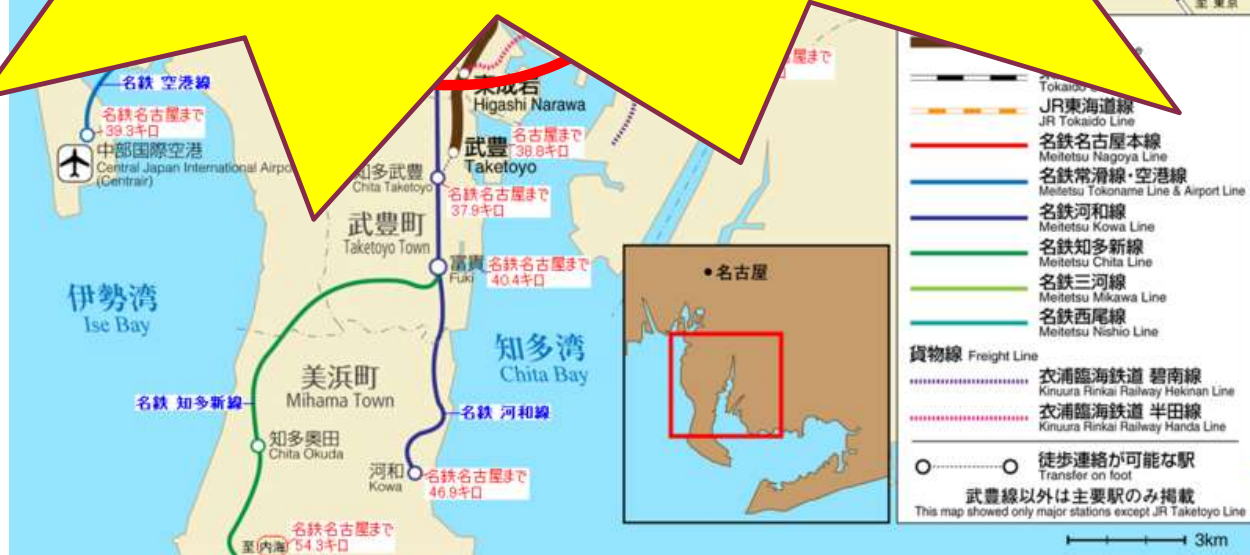 至 東京
名鉄 空港線
名鉄名古屋まで
39.3キロ
中部国際空港
Central Japan International Airpo
(Centrair)
東成岩
Higashi Narawa
武豊
Taketoyo
名古屋まで
38.8キロ
知多武豊
Chita Taketoyo
名鉄名古屋まで
37.9キロ
武豊町
Taketoyo Town
富貴
Fuki
名鉄名古屋まで
40.4キロ
伊勢湾
Ise Bay
知多湾
Chita Bay
美浜町
Mihama Town
名鉄 知多新線
名鉄 河和線
知多奥田
Chita Okuda
河和
Kowa
名鉄名古屋まで
46.9キロ
至 内海
名鉄名古屋まで
54.3キロ
名古屋
JR東海道線
JR Tokaido Line
名鉄名古屋本線
Meitetsu Nagoya Line
名鉄常滑線・空港線
Meitetsu Tokoname Line & Airport Line
名鉄河和線
Meitetsu Kowa Line
名鉄知多新線
Meitetsu Chita Line
名鉄三河線
Meitetsu Mikawa Line
名鉄西尾線
Meitetsu Nishio Line
貨物線 Freight Line
衣浦臨海鉄道 碧南線
Kinuura Rinkai Railway Hekinan Line
衣浦臨海鉄道 半田線
Kinuura Rinkai Railway Handa Line
徒歩連絡が可能な駅
Transfer on foot
武豊線以外は主要駅のみ掲載
This map showed only major stations except JR Taketoyo Line
3km